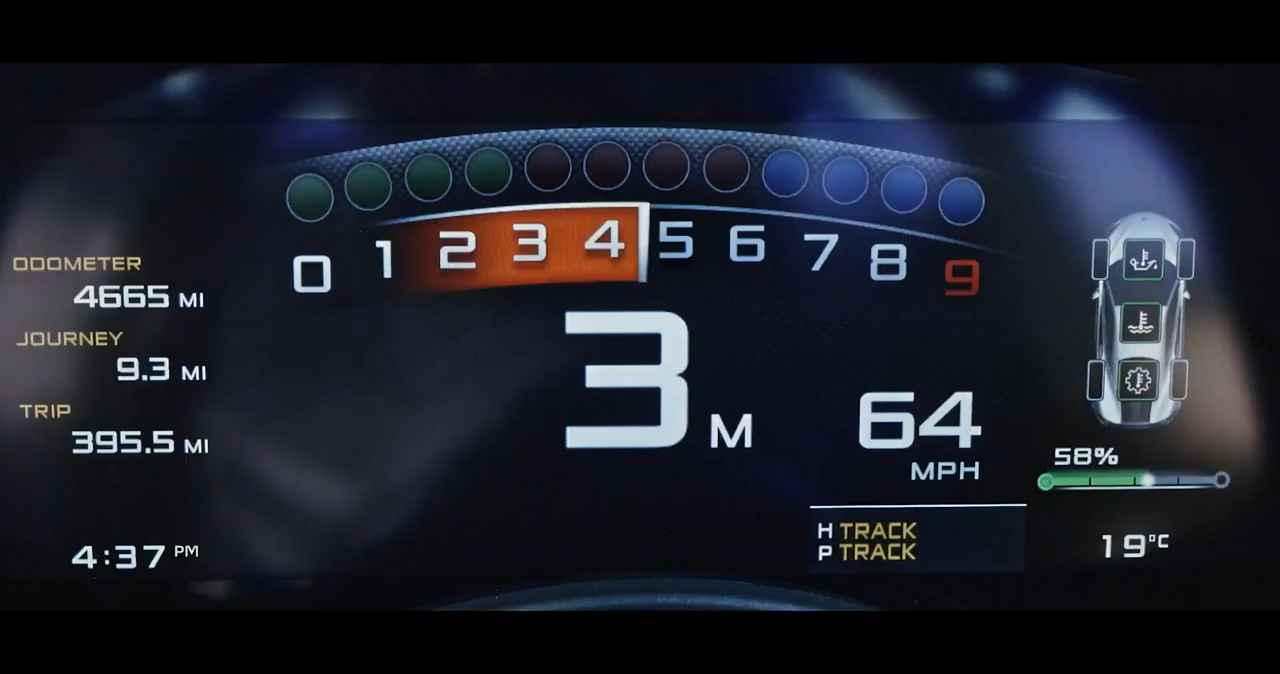 0 1 2 3 4 5 6 7 8 9
ODOMETER
4665 MI
JOURNEY
9.3 MI
TRIP
395.5 MI
4:37 PM
3 M
64
MPH
H TRACK
P TRACK
58%
19°C